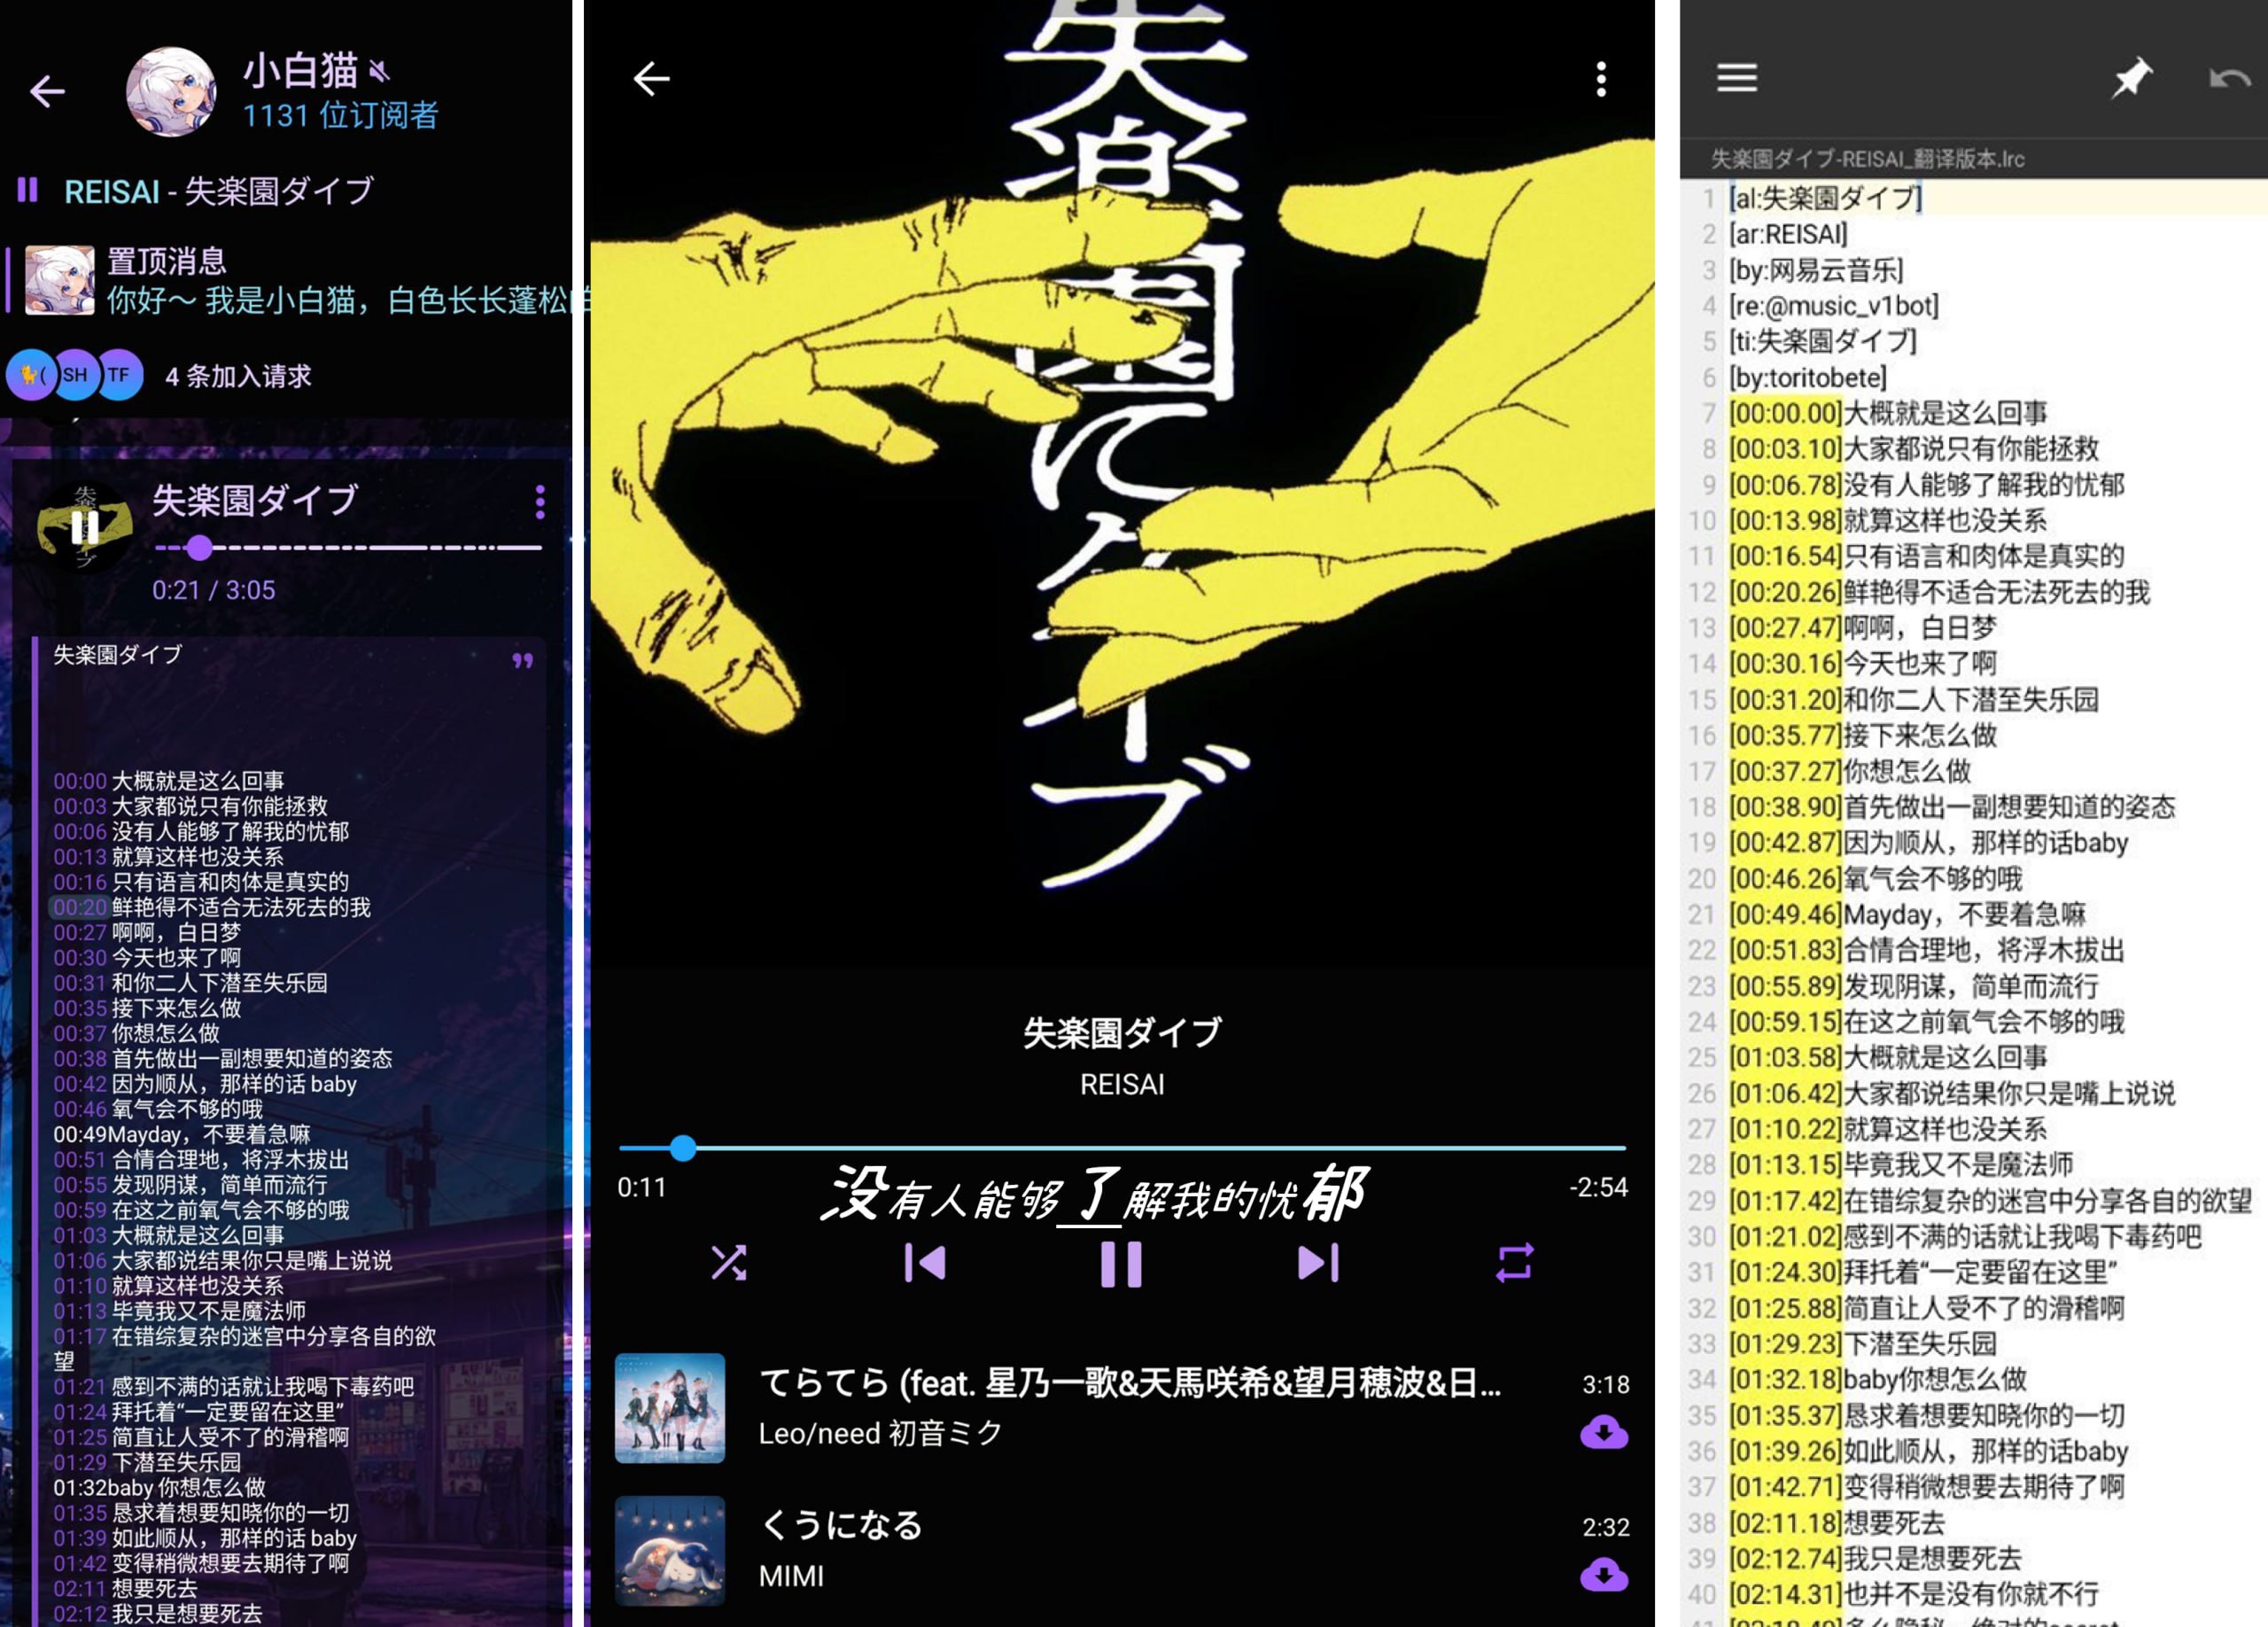 小白猫
1131 位订阅者
REISAI - 失楽園ダイブ
置顶消息
你好～ 我是小白猫，白色长长蓬松
SH TF 4 条加入请求
失楽園ダイブ
0:21 / 3:05
失楽園ダイブ
00:00 大概就是这么回事
00:03 大家都说只有你能拯救
00:06 没有人能够了解我的忧郁
00:13 就算这样也没关系
00:16 只有语言和肉体是真实的
00:20 鲜艳得不适合无法死去的我
00:27 啊啊，白日梦
00:30 今天也来了啊
00:31 和你二人下潜至失乐园
00:35 接下来怎么做
00:37 你想怎么做
00:38 首先做出一副想要知道的姿态
00:42 因为顺从，那样的话 baby
00:46 氧气会不够的哦
00:49Mayday，不要着急嘛
00:51 合情合理地，将浮木拔出
00:55 发现阴谋，简单而流行
00:59 在这之前氧气会不够的哦
01:03 大概就是这么回事
01:06 大家都说结果你只是嘴上说说
01:10 就算这样也没关系
01:13 毕竟我又不是魔法师
01:17 在错综复杂的迷宫中分享各自的欲
望
01:21 感到不满的话就让我喝下毒药吧
01:24 拜托着“一定要留在这里”
01:25 简直让人受不了的滑稽啊
01:29 下潜至失乐园
01:32baby 你想怎么做
01:35 恳求着想要知晓你的一切
01:39 如此顺从，那样的话 baby
01:42 变得稍微想要去期待了啊
02:11 想要死去
02:12 我只是想要死去
失楽園にダイブ
失楽園ダイブ
REISAI
0:11
没有人能够了解我的忧郁
-2:54
てらてら (feat. 星乃一歌&天馬咲希&望月穂波&日...
3:18
Leo/need 初音ミク
くうになる
2:32
MIMI
失楽園ダイブ-REISAI_翻译版本.lrc
1 [al:失楽園ダイブ]
2 [ar:REISAI]
3 [by:网易云音乐]
4 [re:@music_v1bot]
5 [ti:失楽園ダイブ]
6 [by:toritobete]
7 [00:00.00]大概就是这么回事
8 [00:03.10]大家都说只有你能拯救
9 [00:06.78]没有人能够了解我的忧郁
10 [00:13.98]就算这样也没关系
11 [00:16.54]只有语言和肉体是真实的
12 [00:20.26]鲜艳得不适合无法死去的我
13 [00:27.47]啊啊，白日梦
14 [00:30.16]今天也来了啊
15 [00:31.20]和你二人下潜至失乐园
16 [00:35.77]接下来怎么做
17 [00:37.27]你想怎么做
18 [00:38.90]首先做出一副想要知道的姿态
19 [00:42.87]因为顺从，那样的话baby
20 [00:46.26]氧气会不够的哦
21 [00:49.46]Mayday，不要着急嘛
22 [00:51.83]合情合理地，将浮木拔出
23 [00:55.89]发现阴谋，简单而流行
24 [00:59.15]在这之前氧气会不够的哦
25 [01:03.58]大概就是这么回事
26 [01:06.42]大家都说结果你只是嘴上说说
27 [01:10.22]就算这样也没关系
28 [01:13.15]毕竟我又不是魔法师
29 [01:17.42]在错综复杂的迷宫中分享各自的欲望
30 [01:21.02]感到不满的话就让我喝下毒药吧
31 [01:24.30]拜托着“一定要留在这里”
32 [01:25.88]简直让人受不了的滑稽啊
33 [01:29.23]下潜至失乐园
34 [01:32.18]baby你想怎么做
35 [01:35.37]恳求着想要知晓你的一切
36 [01:39.26]如此顺从，那样的话baby
37 [01:42.71]变得稍微想要去期待了啊
38 [02:11.18]想要死去
39 [02:12.74]我只是想要死去
40 [02:14.31]也并不是没有你就不行